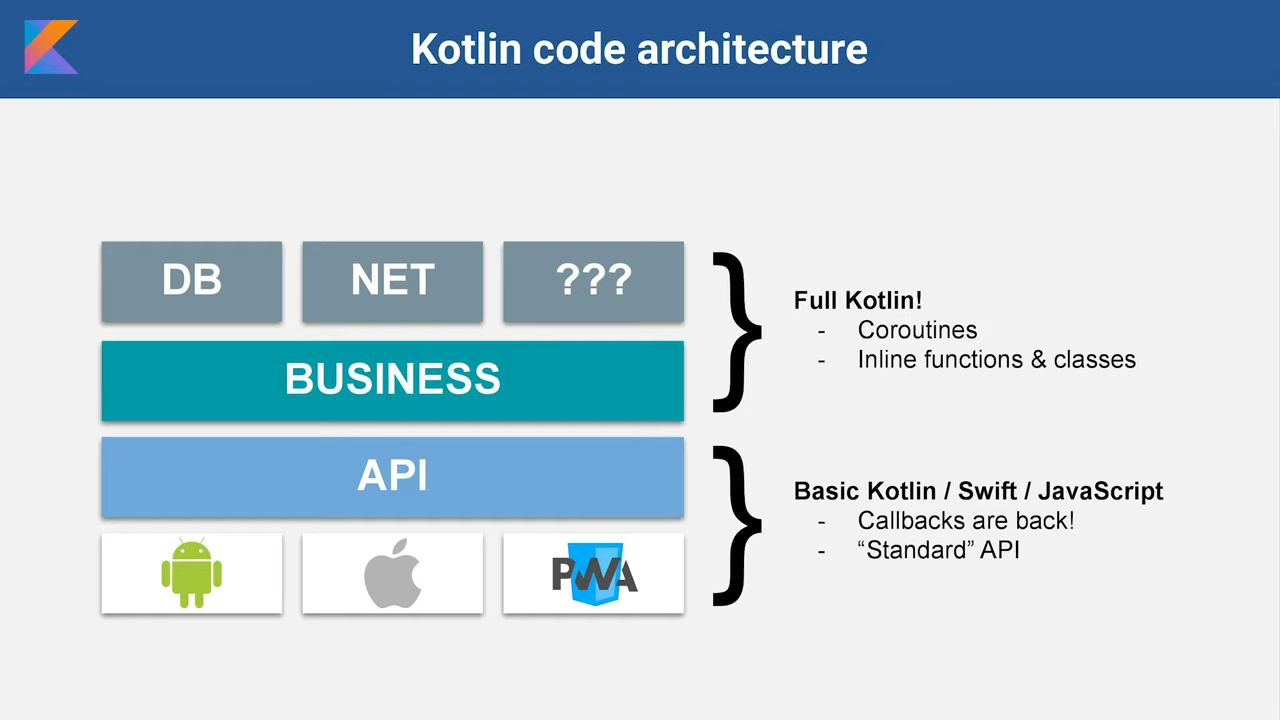 Kotlin code architecture
DB
NET
???
BUSINESS
API
PWA
Full Kotlin!
- Coroutines
- Inline functions & classes
Basic Kotlin / Swift / JavaScript
- Callbacks are back!
- “Standard” API